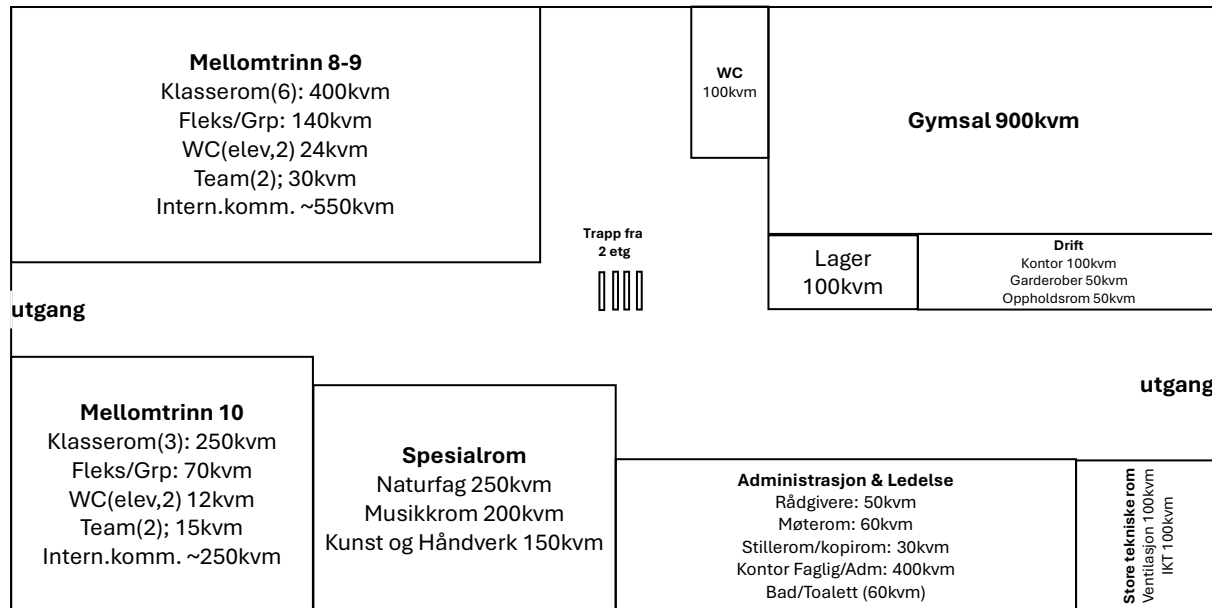 Mellomtrinn 8-9
Klasserom(6): 400kvm
Fleks/Grp: 140kvm
WC(elev,2) 24kvm
Team(2); 30kvm
Intern.komm. ~550kvm
WC
100kvm
Gymsal 900kvm
Trapp fra
2 etg
Lager
100kvm
Drift
Kontor 100kvm
Garderober 50kvm
Oppholdsrom 50kvm
utgang
utgang
Mellomtrinn 10
Klasserom(3): 250kvm
Fleks/Grp: 70kvm
WC(elev,2) 12kvm
Team(2); 15kvm
Intern.komm. ~250kvm
Spesialrom
Naturfag 250kvm
Musikkrom 200kvm
Kunst og Håndverk 150kvm
Administrasjon & Ledelse
Rådgivere: 50kvm
Møterom: 60kvm
Stillerom/kopirom: 30kvm
Kontor Faglig/Adm: 400kvm
Bad/Toalett (60kvm)
Store tekniske rom
Ventilasjon 100kvm
IKT 100kvm